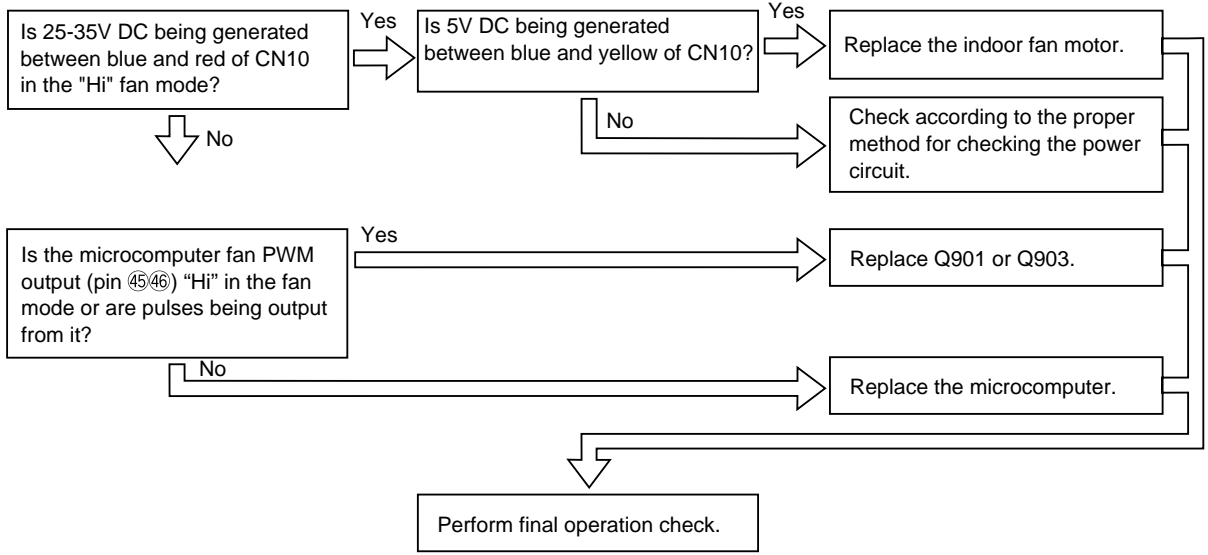 Is 25-35V DC being generated
between blue and red of CN10
in the "Hi" fan mode?
Yes
Is 5V DC being generated
between blue and yellow of CN10?
Yes
Replace the indoor fan motor.
No
No
Check according to the proper
method for checking the power
circuit.
Is the microcomputer fan PWM
output (pin ㊺㊻) “Hi” in the fan
mode or are pulses being output
from it?
Yes
Replace Q901 or Q903.
No
Replace the microcomputer.
Perform final operation check.